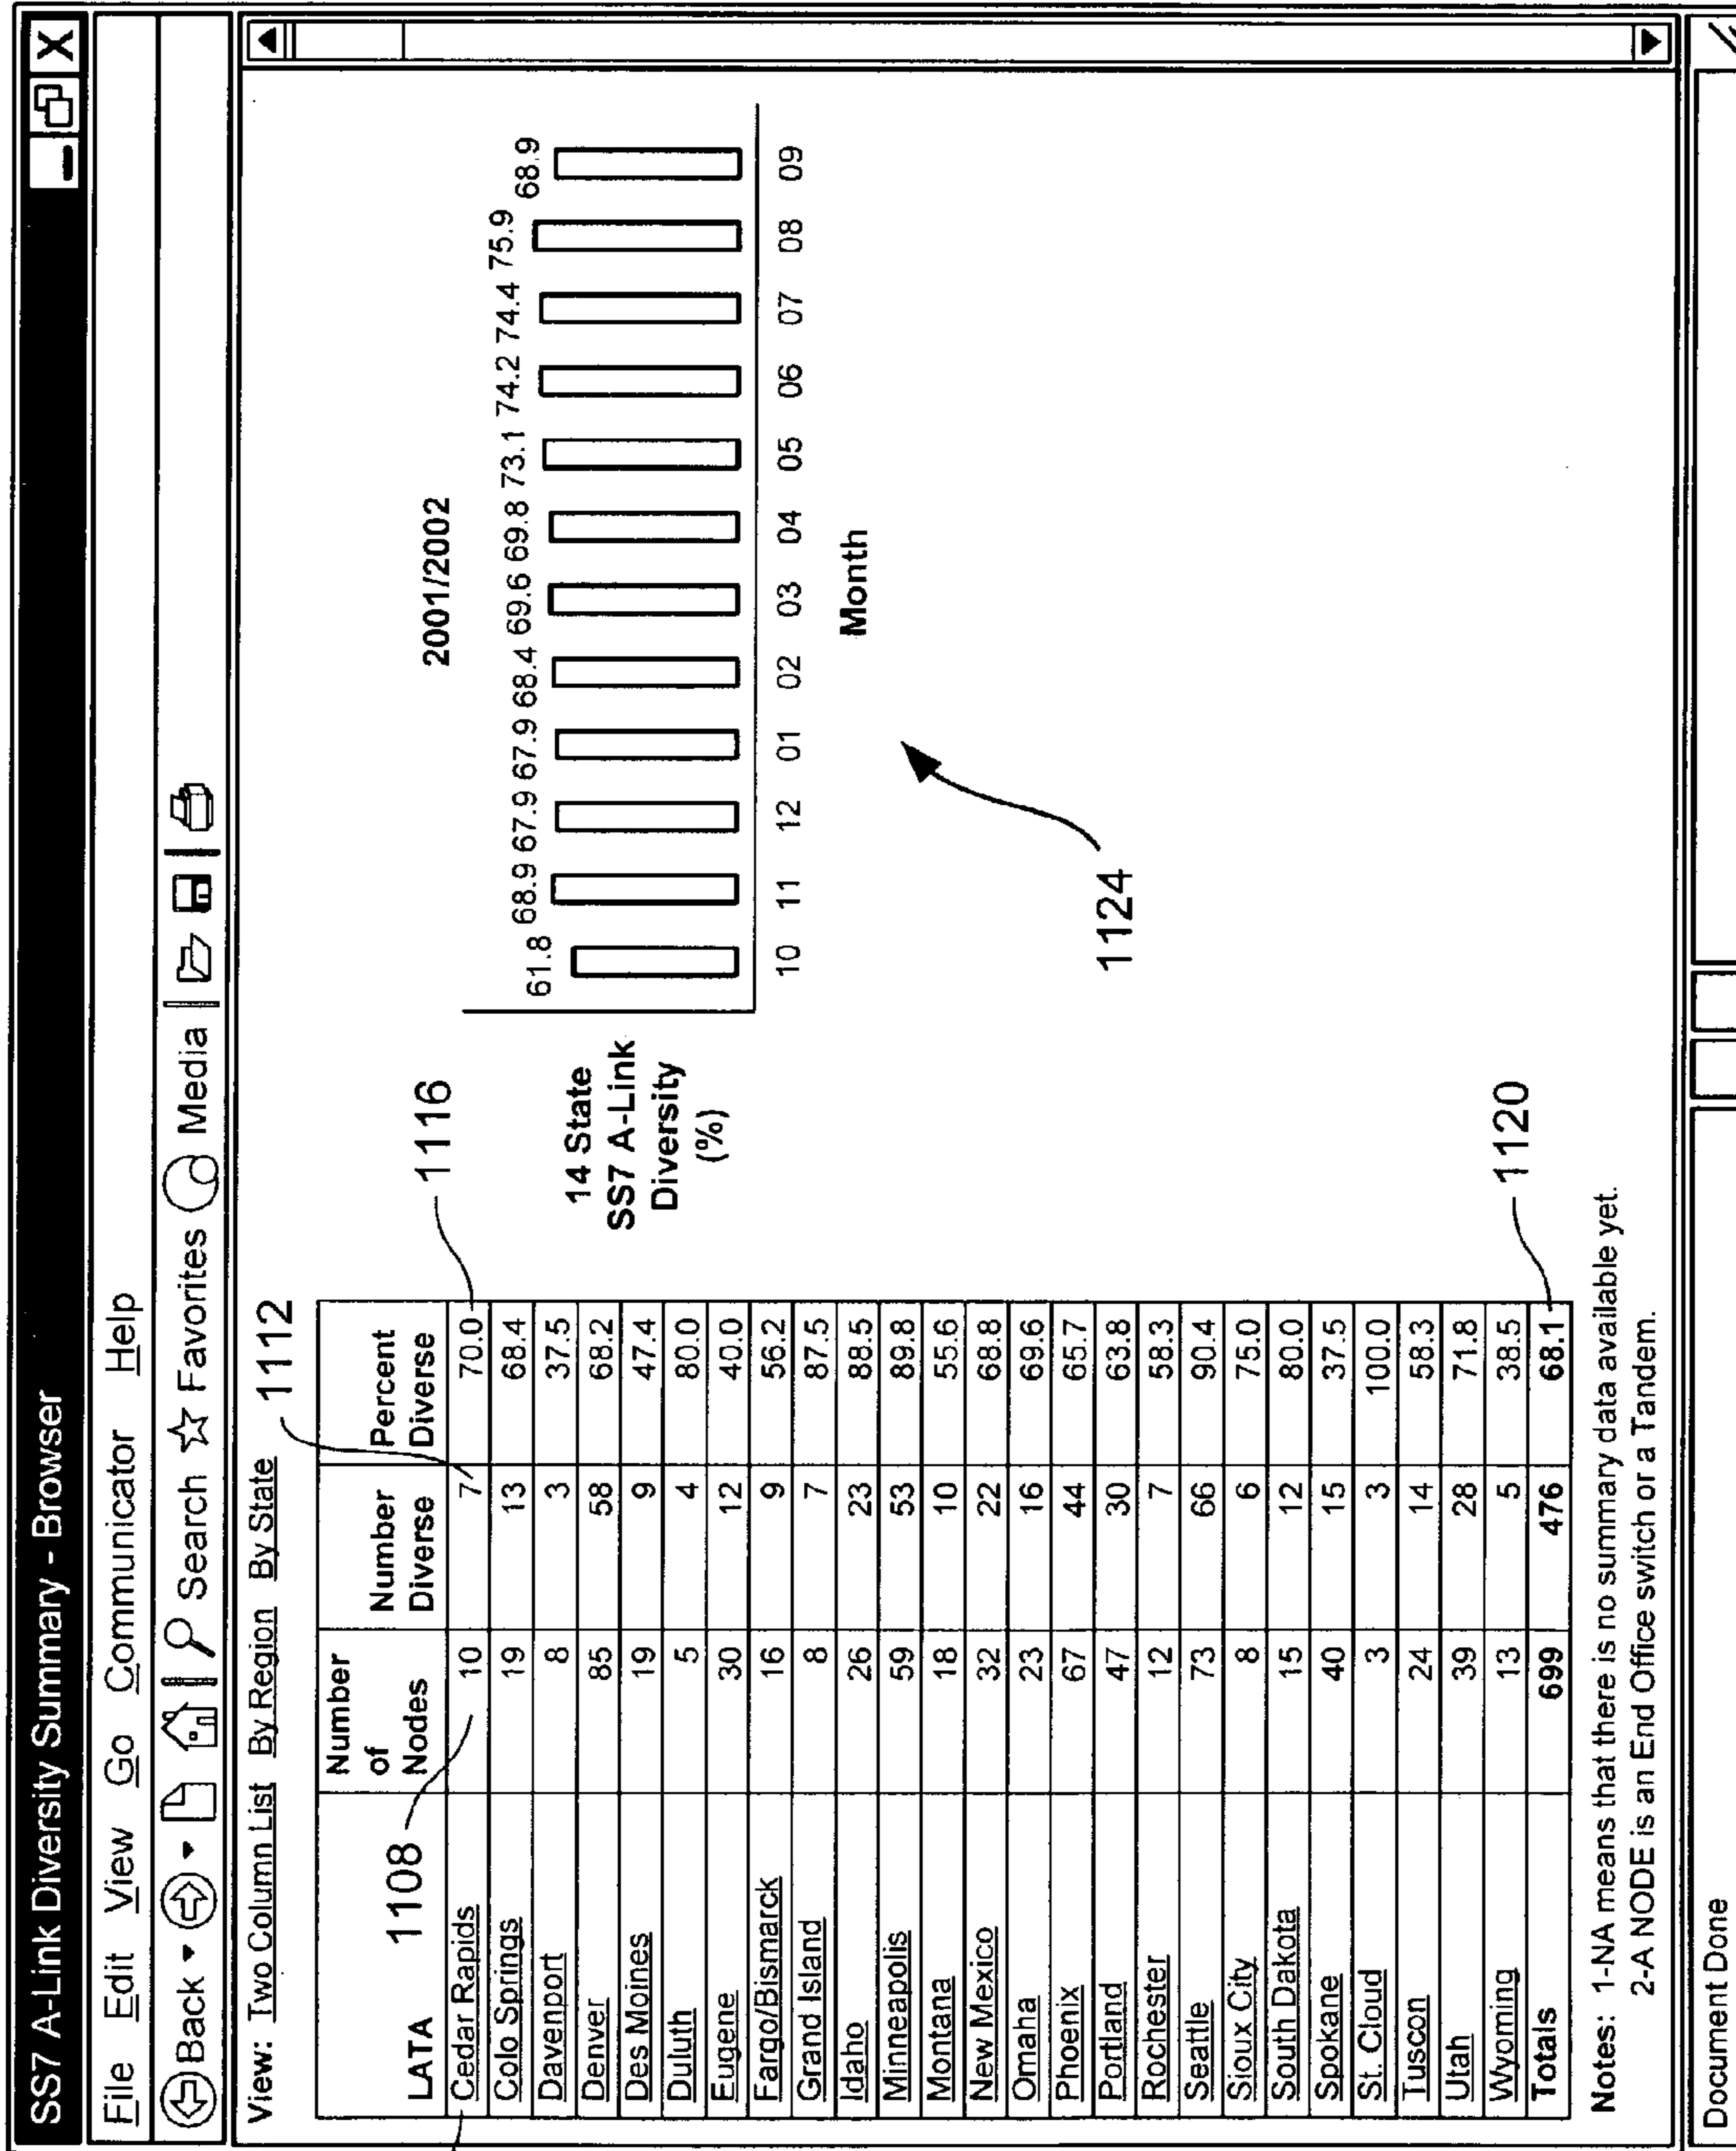 SS7 A-Link Diversity Summary - Browser
File Edit View Go Communicator Help
Back Search Favorites Media
View: Two Column List By Region By State
1112
1116
1108
LATA Number of Nodes Number Diverse Percent Diverse
Cedar Rapids 10 7 70.0
Colo Springs 19 13 68.4
Davenport 8 3 37.5
Denver 85 58 68.2
Des Moines 19 9 47.4
Duluth 5 4 80.0
Eugene 30 12 40.0
Fargo/Bismarck 16 9 56.2
Grand Island 8 7 87.5
Idaho 26 23 88.5
Minneapolis 59 53 89.8
Montana 18 10 55.6
New Mexico 32 22 68.8
Omaha 23 16 69.6
Phoenix 67 44 65.7
Portland 47 30 63.8
Rochester 12 7 58.3
Seattle 73 66 90.4
Sioux City 8 6 75.0
South Dakota 15 12 80.0
Spokane 40 15 37.5
St. Cloud 3 3 100.0
Tuscon 24 14 58.3
Utah 39 28 71.8
Wyoming 13 5 38.5
Totals 699 476 68.1
1120
Notes: 1-NA means that there is no summary data available yet.
2-A NODE is an End Office switch or a Tandem.
2001/2002
14 State
SS7 A-Link
Diversity
(%)
61.8 68.9 67.9 67.9 68.4 69.6 69.8 73.1 74.2 74.4 75.9 68.9
10 11 12 01 02 03 04 05 06 07 08 09
Month
1124
Document Done